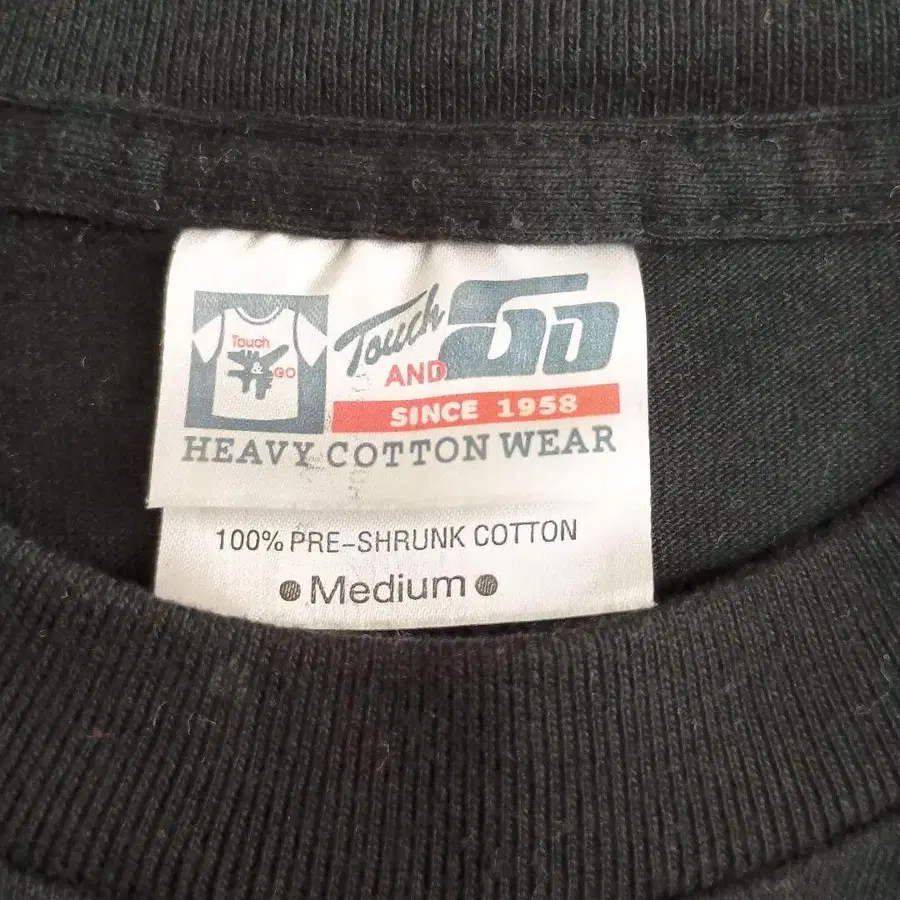 Touch
& GO
Touch
AND GO
SINCE 1958
HEAVY COTTON WEAR
100% PRE-SHRUNK COTTON
●Medium●